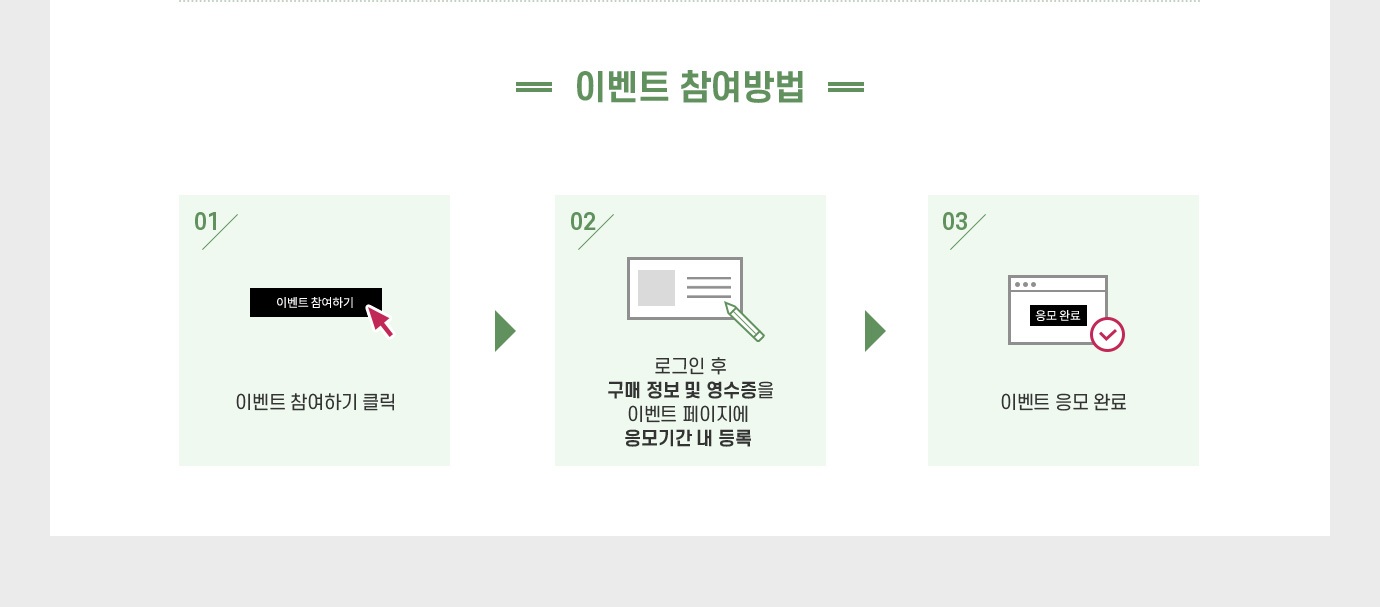 이벤트 참여방법
01
이벤트 참여하기
이벤트 참여하기 클릭
02
로그인 후
구매 정보 및 영수증을
이벤트 페이지에
응모기간 내 등록
03
응모 완료
이벤트 응모 완료